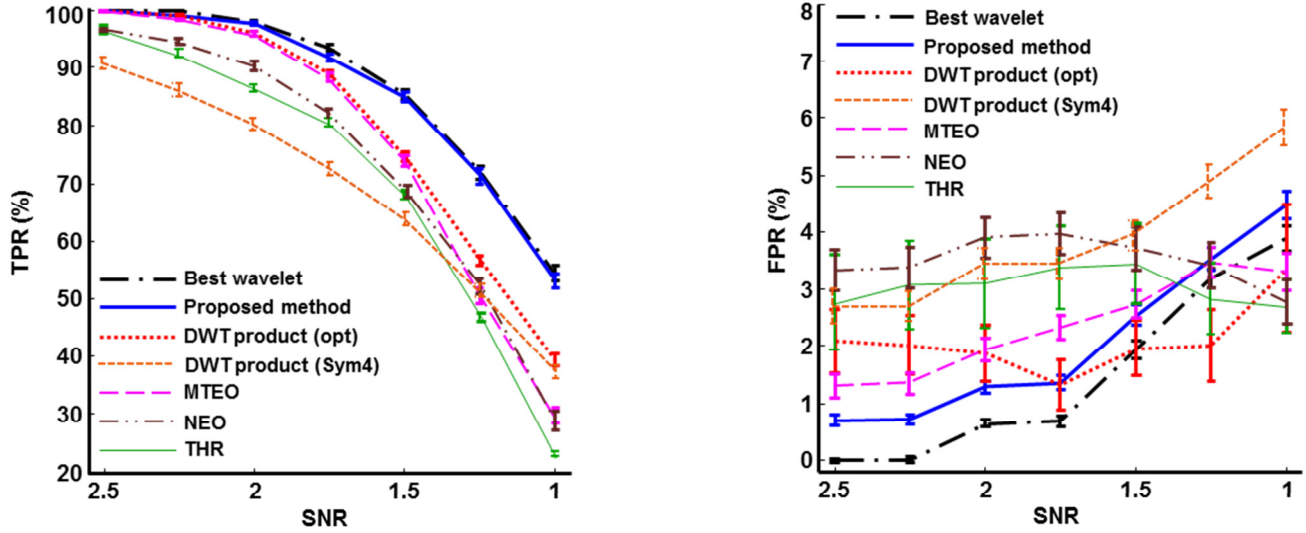 TPR (%)
100
90
80
70
60
50
40
30
20
Best wavelet
Proposed method
DWT product (opt)
DWT product (Sym4)
MTEO
NEO
THR
2.5
2
1.5
1
SNR
FPR (%)
8
7
6
5
4
3
2
1
0
Best wavelet
Proposed method
DWT product (opt)
DWT product (Sym4)
MTEO
NEO
THR
2.5
2
1.5
1
SNR